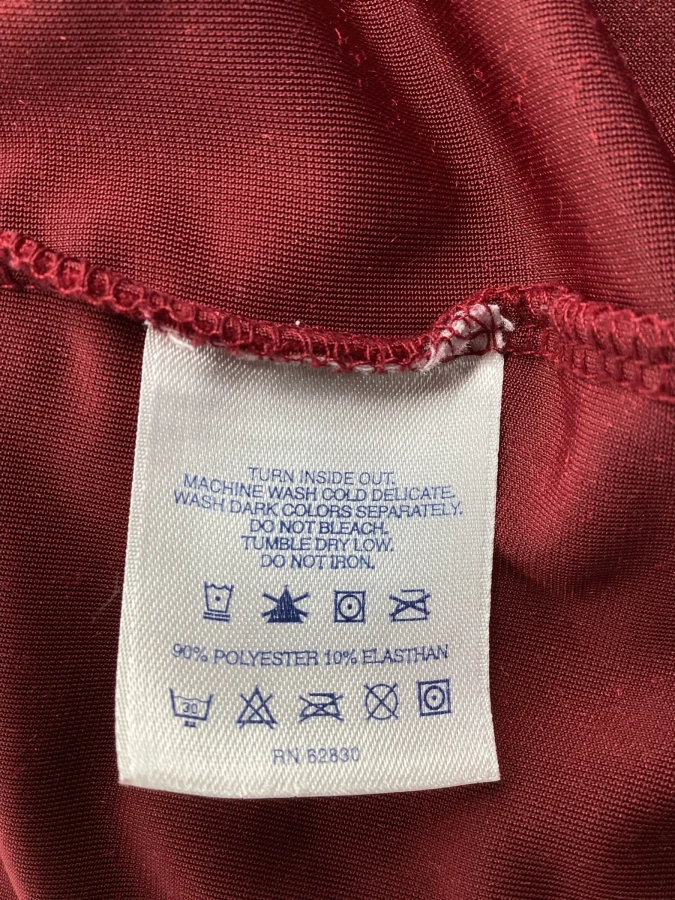 TURN INSIDE OUT.
MACHINE WASH COLD DELICATE.
WASH DARK COLORS SEPARATELY.
DO NOT BLEACH.
TUMBLE DRY LOW.
DO NOT IRON.
90% POLYESTER 10% ELASTHAN
30
RN 62830